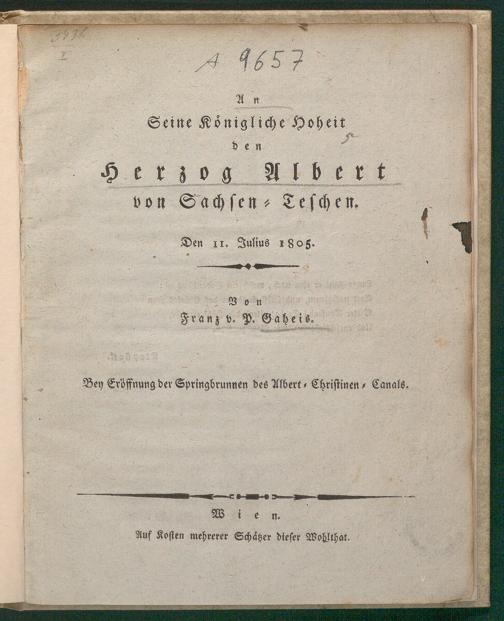 A 9657
An
Seine Königliche Hoheit
den
Herzog Albert
von Sachsen-Teschen.
Den 11. Julius 1805.
Von
Franz v. P. Gaheis.
Bey Eröffnung der Springbrunnen des Albert-Christinen-Canals.
Wien.
Auf Kosten mehrerer Schätzer dieser Wohlthat.